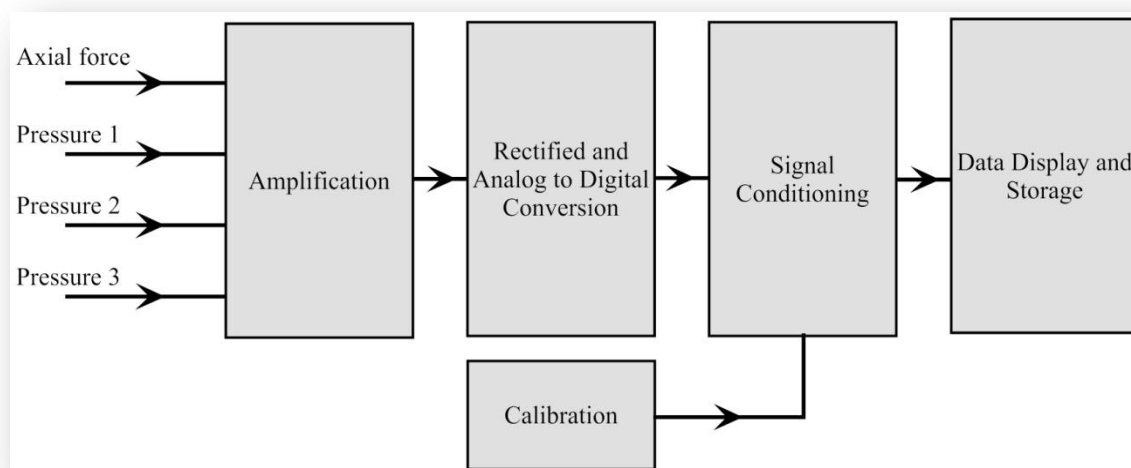 Axial force
Pressure 1
Pressure 2
Pressure 3
Amplification
Rectified and
Analog to Digital
Conversion
Signal
Conditioning
Data Display and
Storage
Calibration